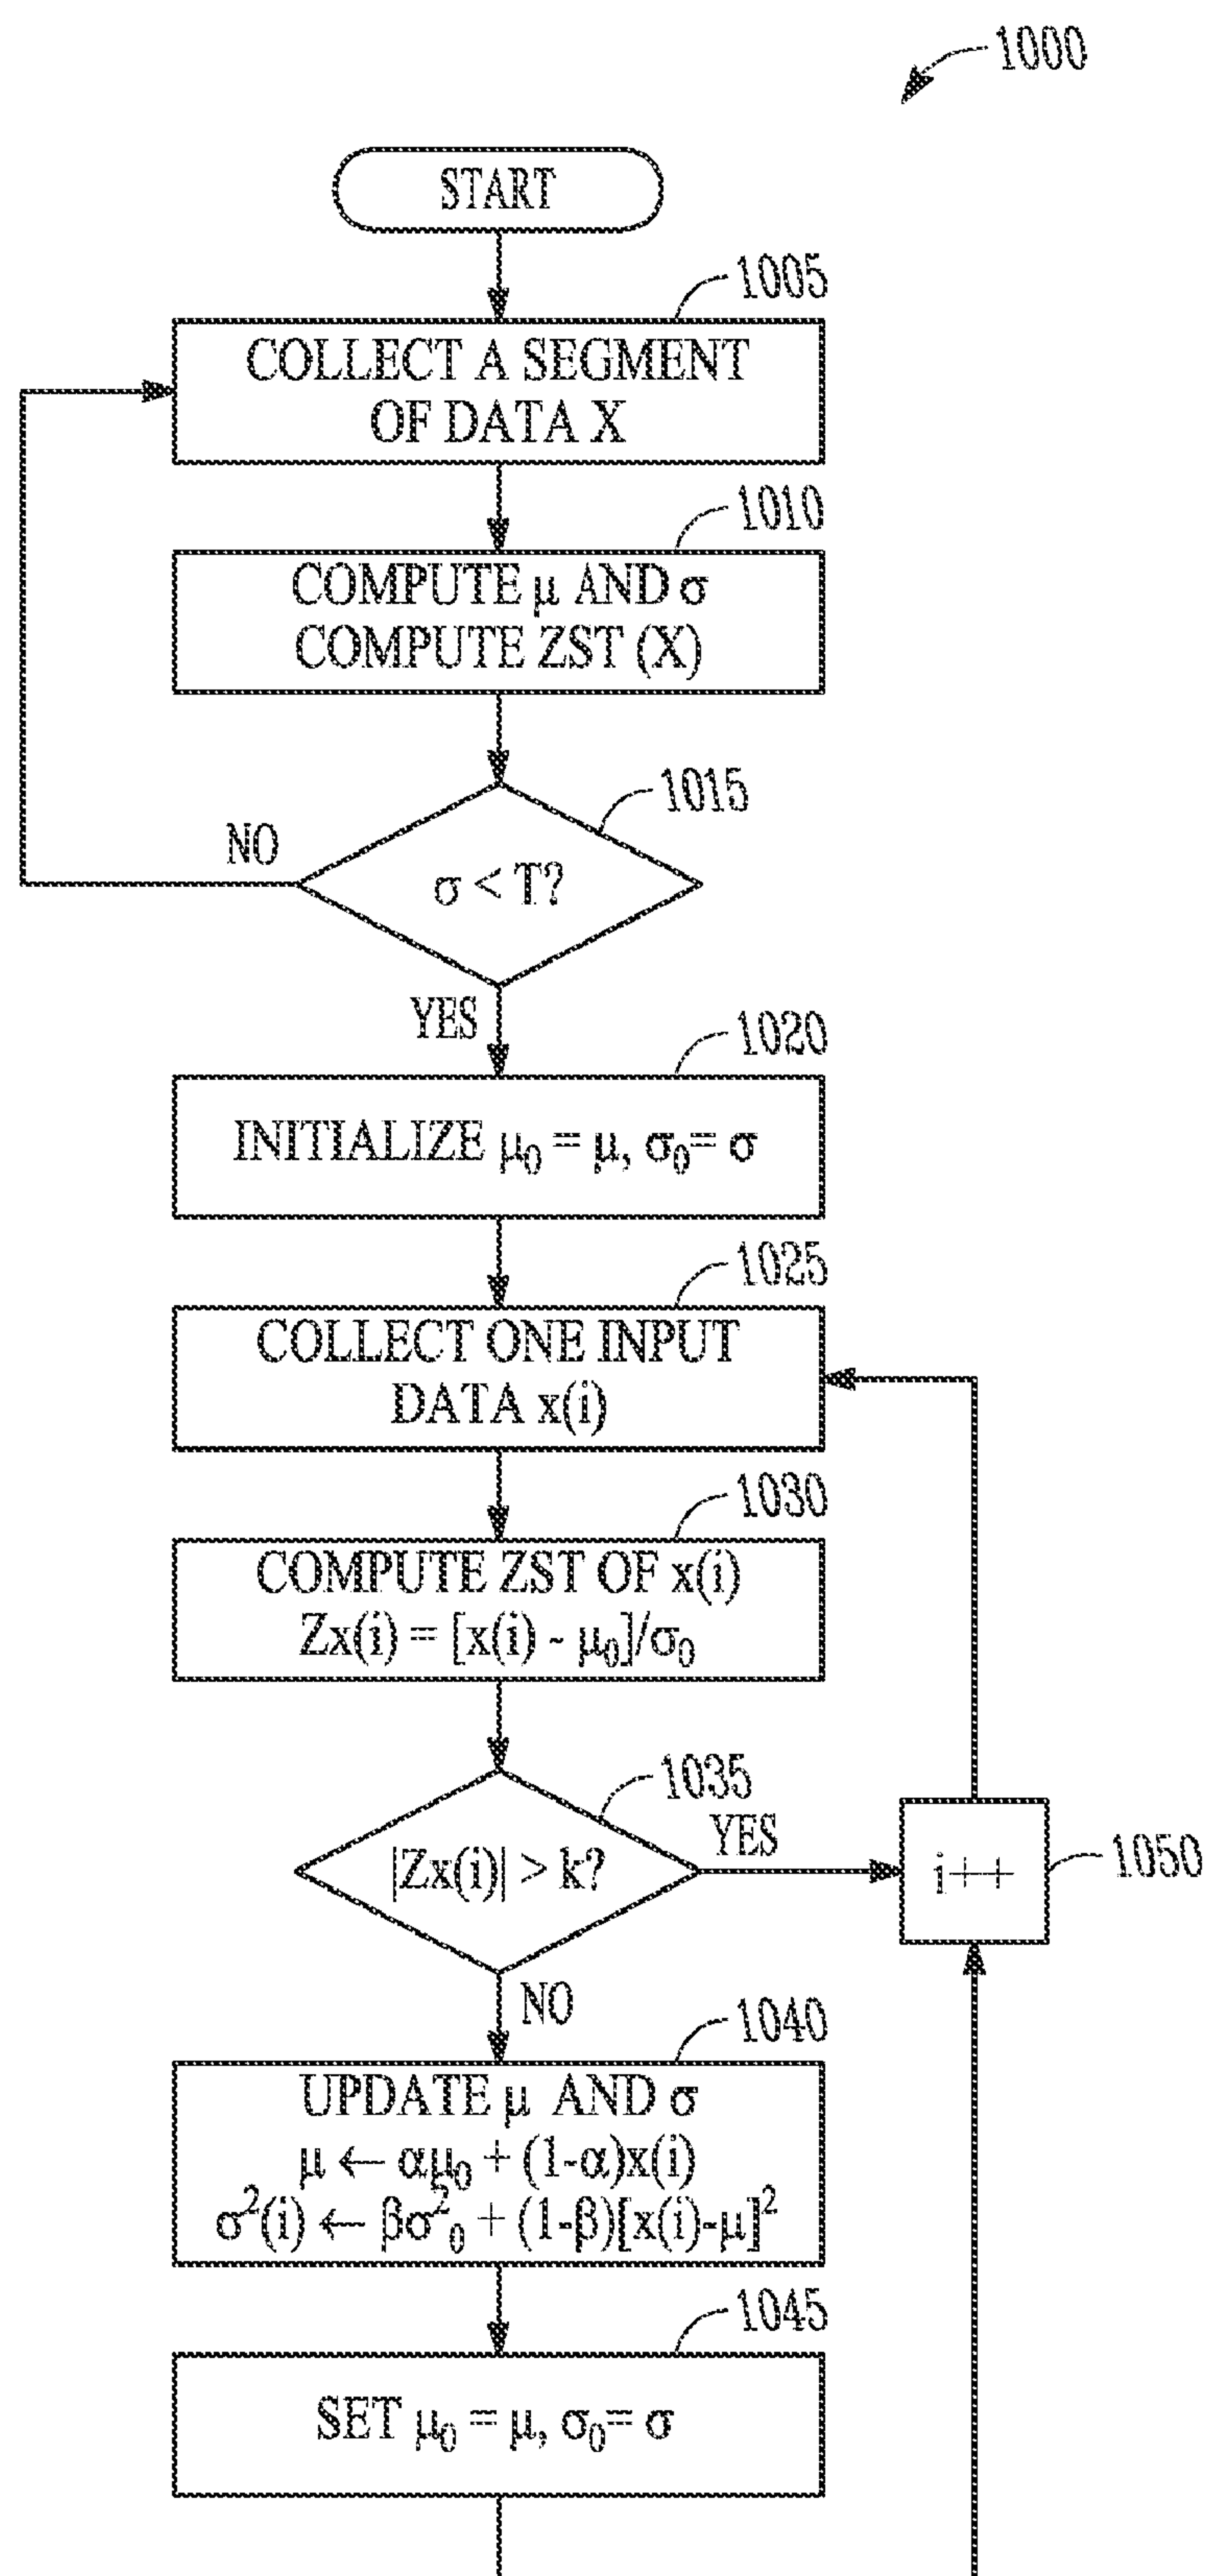 1000
START
1005
COLLECT A SEGMENT
OF DATA X
1010
COMPUTE μ AND σ
COMPUTE ZST (X)
1015
NO
σ < T?
YES
1020
INITIALIZE μ₀ = μ, σ₀= σ
1025
COLLECT ONE INPUT
DATA x(i)
1030
COMPUTE ZST OF x(i)
Zx(i) = [x(i) - μ₀]/σ₀
1035
YES
|Zx(i)| > k?
i++
1050
NO
1040
UPDATE μ AND σ
μ ← αμ₀ + (1-α)x(i)
σ²(i) ← βσ²₀ + (1-β)[x(i)-μ]²
1045
SET μ₀ = μ, σ₀= σ